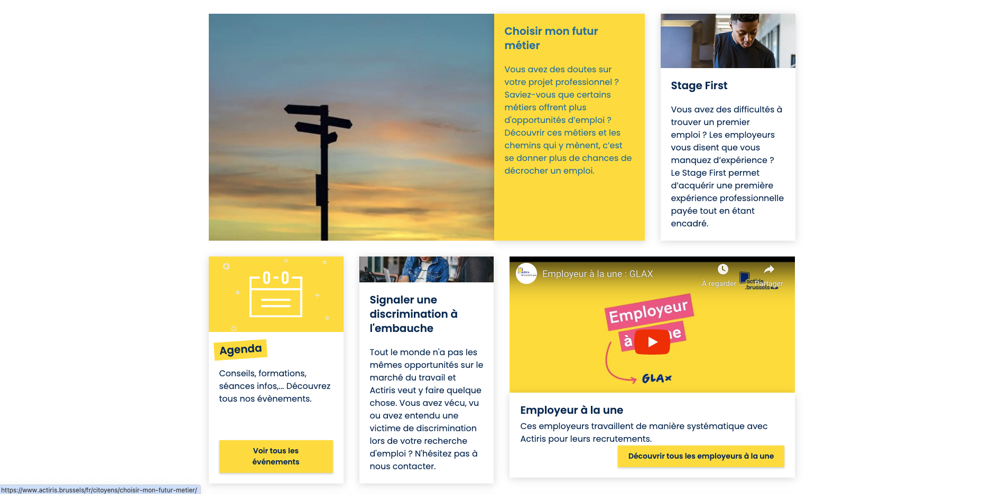 Choisir mon futur
métier
Vous avez des doutes sur
votre projet professionnel ?
Saviez-vous que certains
métiers offrent plus
d'opportunités d’emploi ?
Découvrir ces métiers et les
chemins qui y mènent, c’est
se donner plus de chances de
décrocher un emploi.
Stage First
Vous avez des difficultés à
trouver un premier
emploi ? Les employeurs
vous disent que vous
manquez d’expérience ?
Le Stage First permet
d’acquérir une première
expérience professionnelle
payée tout en étant
encadré.
Agenda
Conseils, formations,
séances infos,... Découvrez
tous nos évènements.
Voir tous les
événements
Signaler une
discrimination à
l'embauche
Tout le monde n'a pas les
mêmes opportunités sur le
marché du travail et
Actiris veut y faire quelque
chose. Vous avez vécu, vu
ou avez entendu une
victime de discrimination
lors de votre recherche
d'emploi ? N'hésitez pas à
nous contacter.
actiris
.brussels
Employeur à la une : GLAX
À regarder ...
Partager
actiris
.brussels
Employeur
à
ne
GLAX
Employeur à la une
Ces employeurs travaillent de manière systématique avec
Actiris pour leurs recrutements.
Découvrir tous les employeurs à la une
https://www.actiris.brussels/fr/citoyens/choisir-mon-futur-metier/